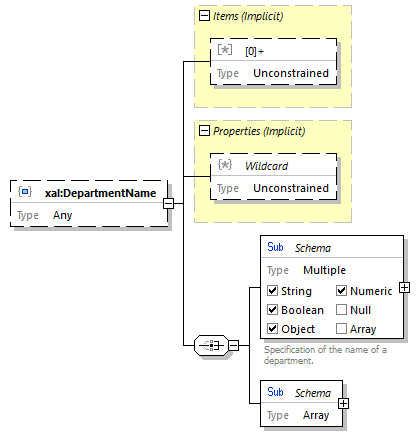 Items (Implicit)
[0]+
Type Unconstrained
Properties (Implicit)
Wildcard
Type Unconstrained
xal:DepartmentName
Type Any
Sub Schema
Type Multiple
String Numeric
Boolean Null
Object Array
Specification of the name of a
department.
Sub Schema
Type Array